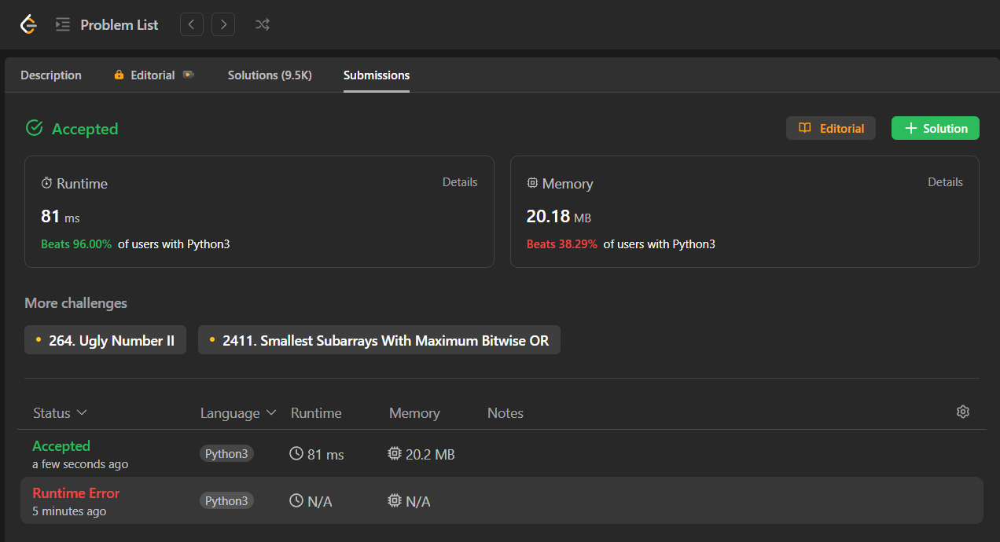 Problem List
Description Editorial Solutions (9.5K) Submissions
Accepted Editorial Solution
Runtime Details
81 ms
Beats 96.00% of users with Python3
Memory Details
20.18 MB
Beats 38.29% of users with Python3
More challenges
264. Ugly Number II 2411. Smallest Subarrays With Maximum Bitwise OR
Status Language Runtime Memory Notes
Accepted
a few seconds ago
Python3 81 ms 20.2 MB
Runtime Error
5 minutes ago
Python3 N/A N/A